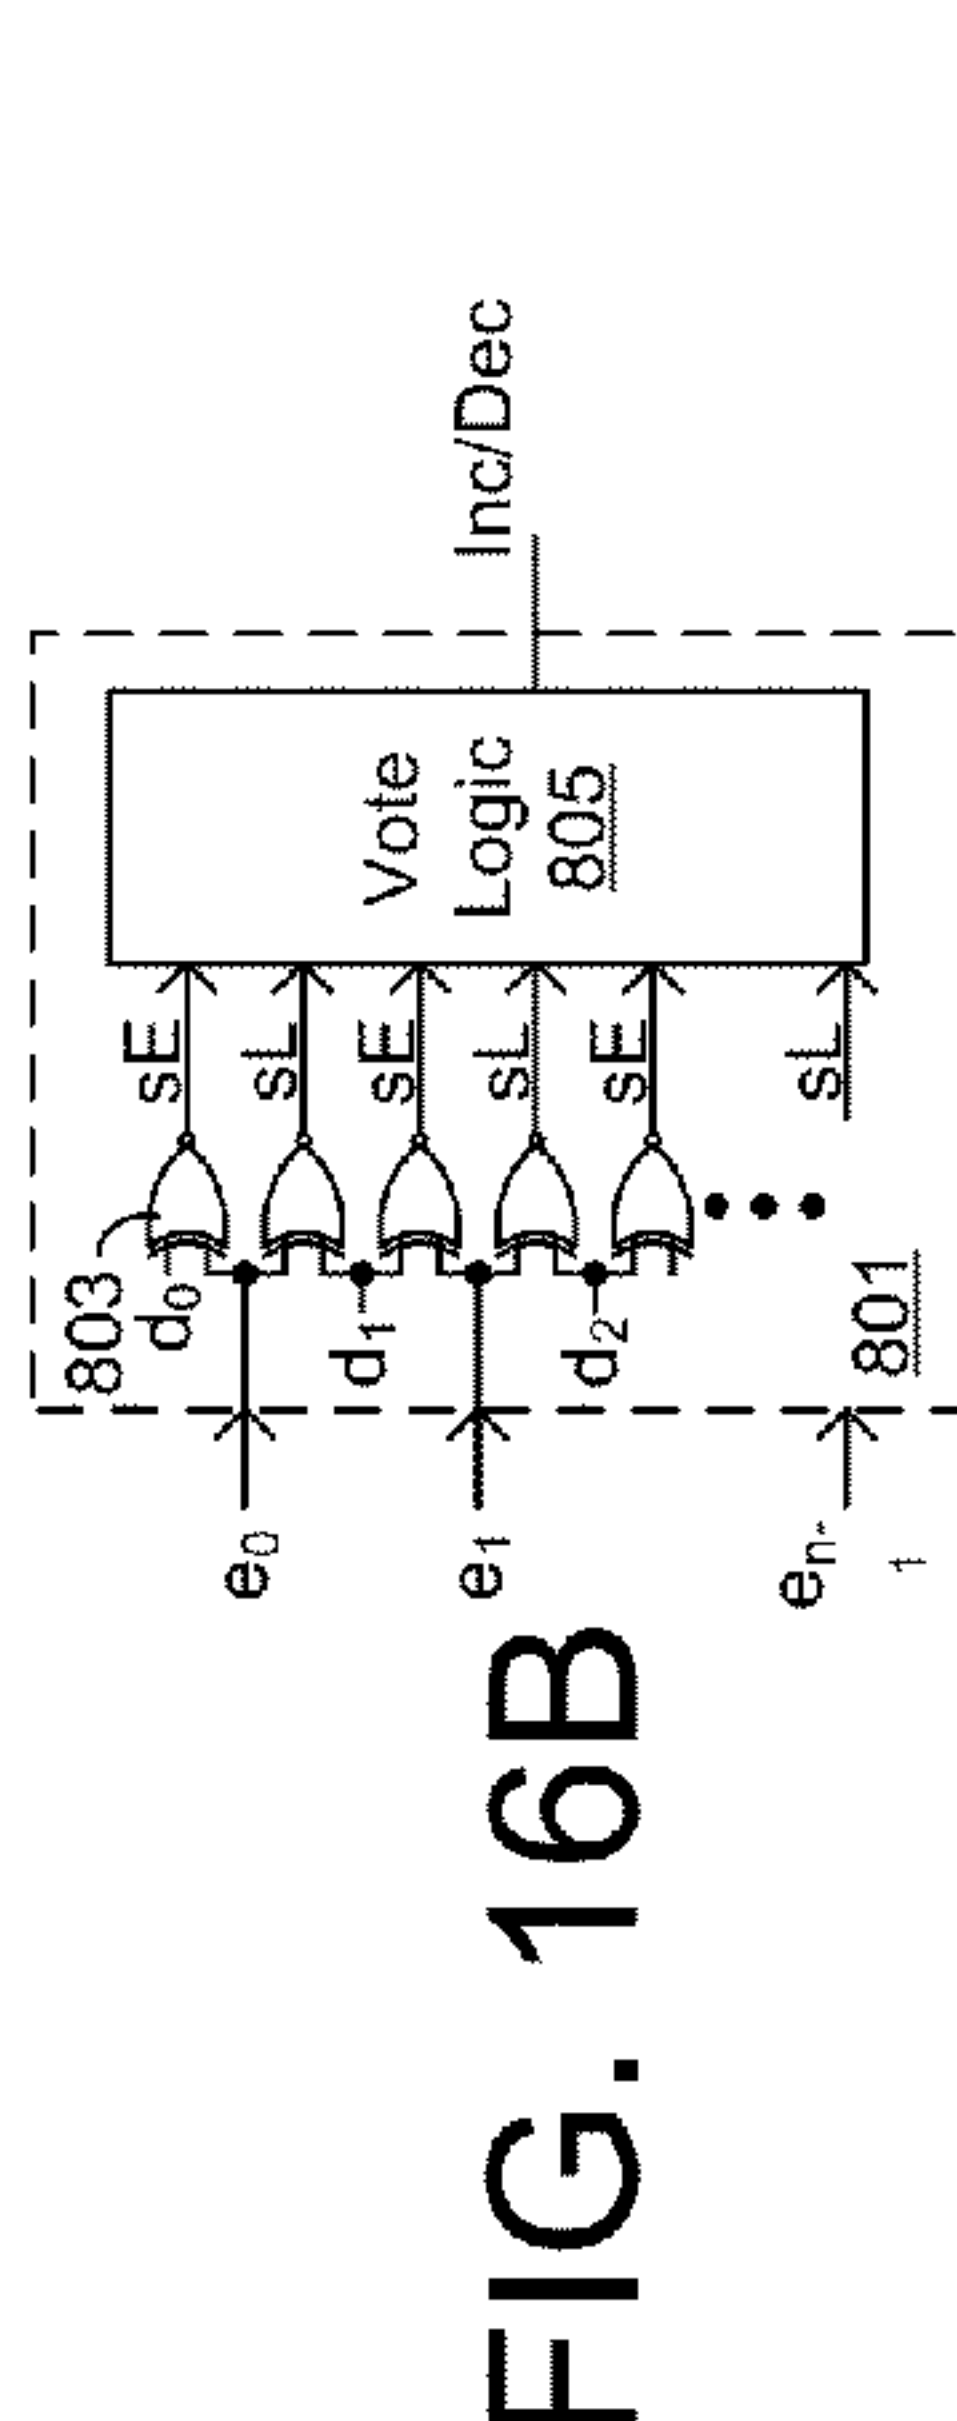 803
d0
d1
d2
801
e0
e1
en-
1
sE
sL
sE
sL
sE
sL
Vote
Logic
805
Inc/Dec
FIG. 16B